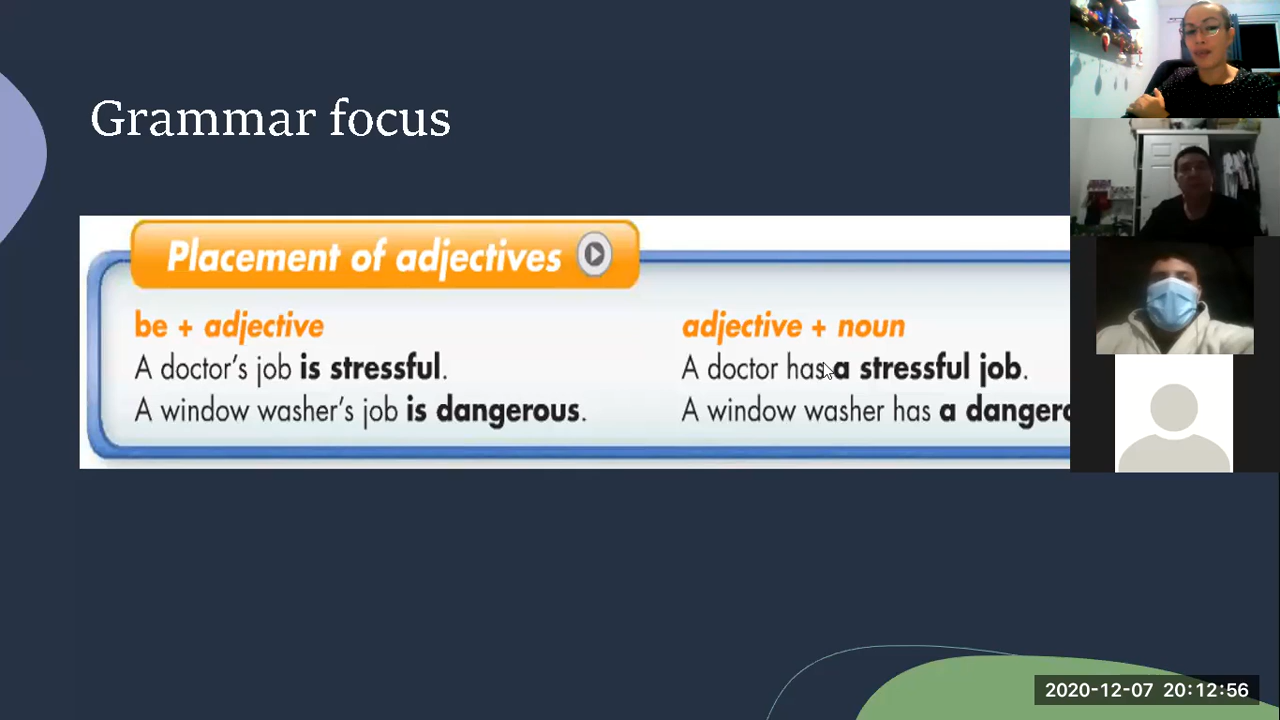 Grammar focus
Placement of adjectives
be + adjective
A doctor's job is stressful.
A window washer's job is dangerous.
adjective + noun
A doctor has a stressful job.
A window washer has a dangero
2020-12-07 20:12:56